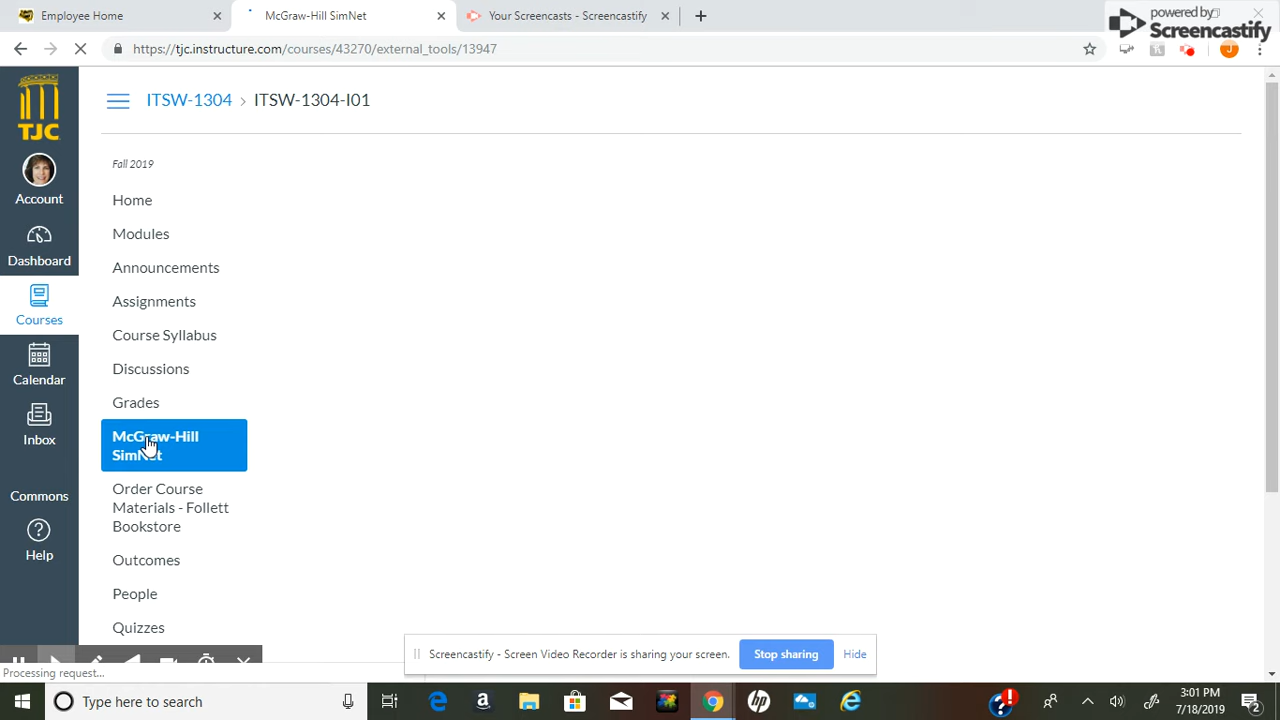 Employee Home
McGraw-Hill SimNet
Your Screencasts - Screencastify
powered by
Screencastify
https://tjc.instructure.com/courses/43270/external_tools/13947
J
TJC
ITSW-1304 > ITSW-1304-I01
Fall 2019
Account
Home
Modules
Dashboard
Announcements
Assignments
Courses
Course Syllabus
Discussions
Calendar
Grades
McGraw-Hill
SimNet
Inbox
Order Course
Materials - Follett
Bookstore
Commons
Help
Outcomes
People
Quizzes
Screencastify - Screen Video Recorder is sharing your screen.
Stop sharing
Hide
Processing request...
Type here to search
3:01 PM
7/18/2019
2